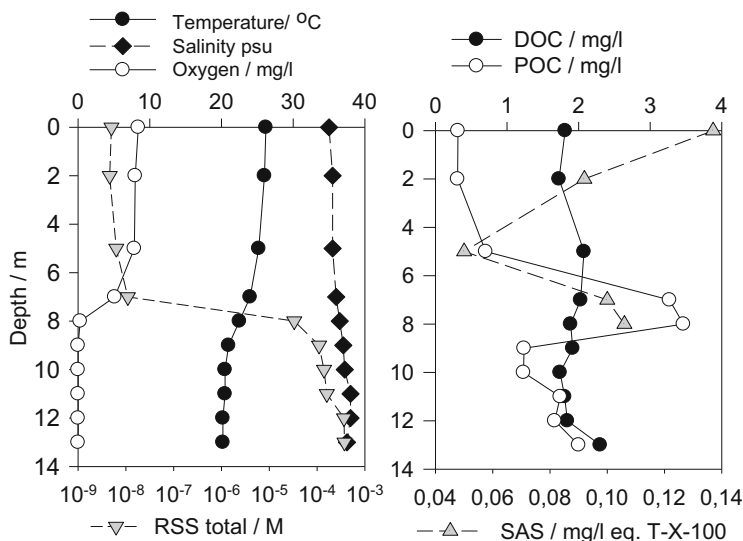 Temperature/ ºC
Salinity psu
Oxygen / mg/l
0 10 20 30 40
0
2
4
6
8
10
12
14
Depth / m
10⁻⁹ 10⁻⁸ 10⁻⁷ 10⁻⁶ 10⁻⁵ 10⁻⁴ 10⁻³
RSS total / M
DOC / mg/l
POC / mg/l
0 1 2 3 4
0
2
4
6
8
10
12
14
0,04 0,06 0,08 0,10 0,12 0,14
SAS / mg/l eq. T-X-100